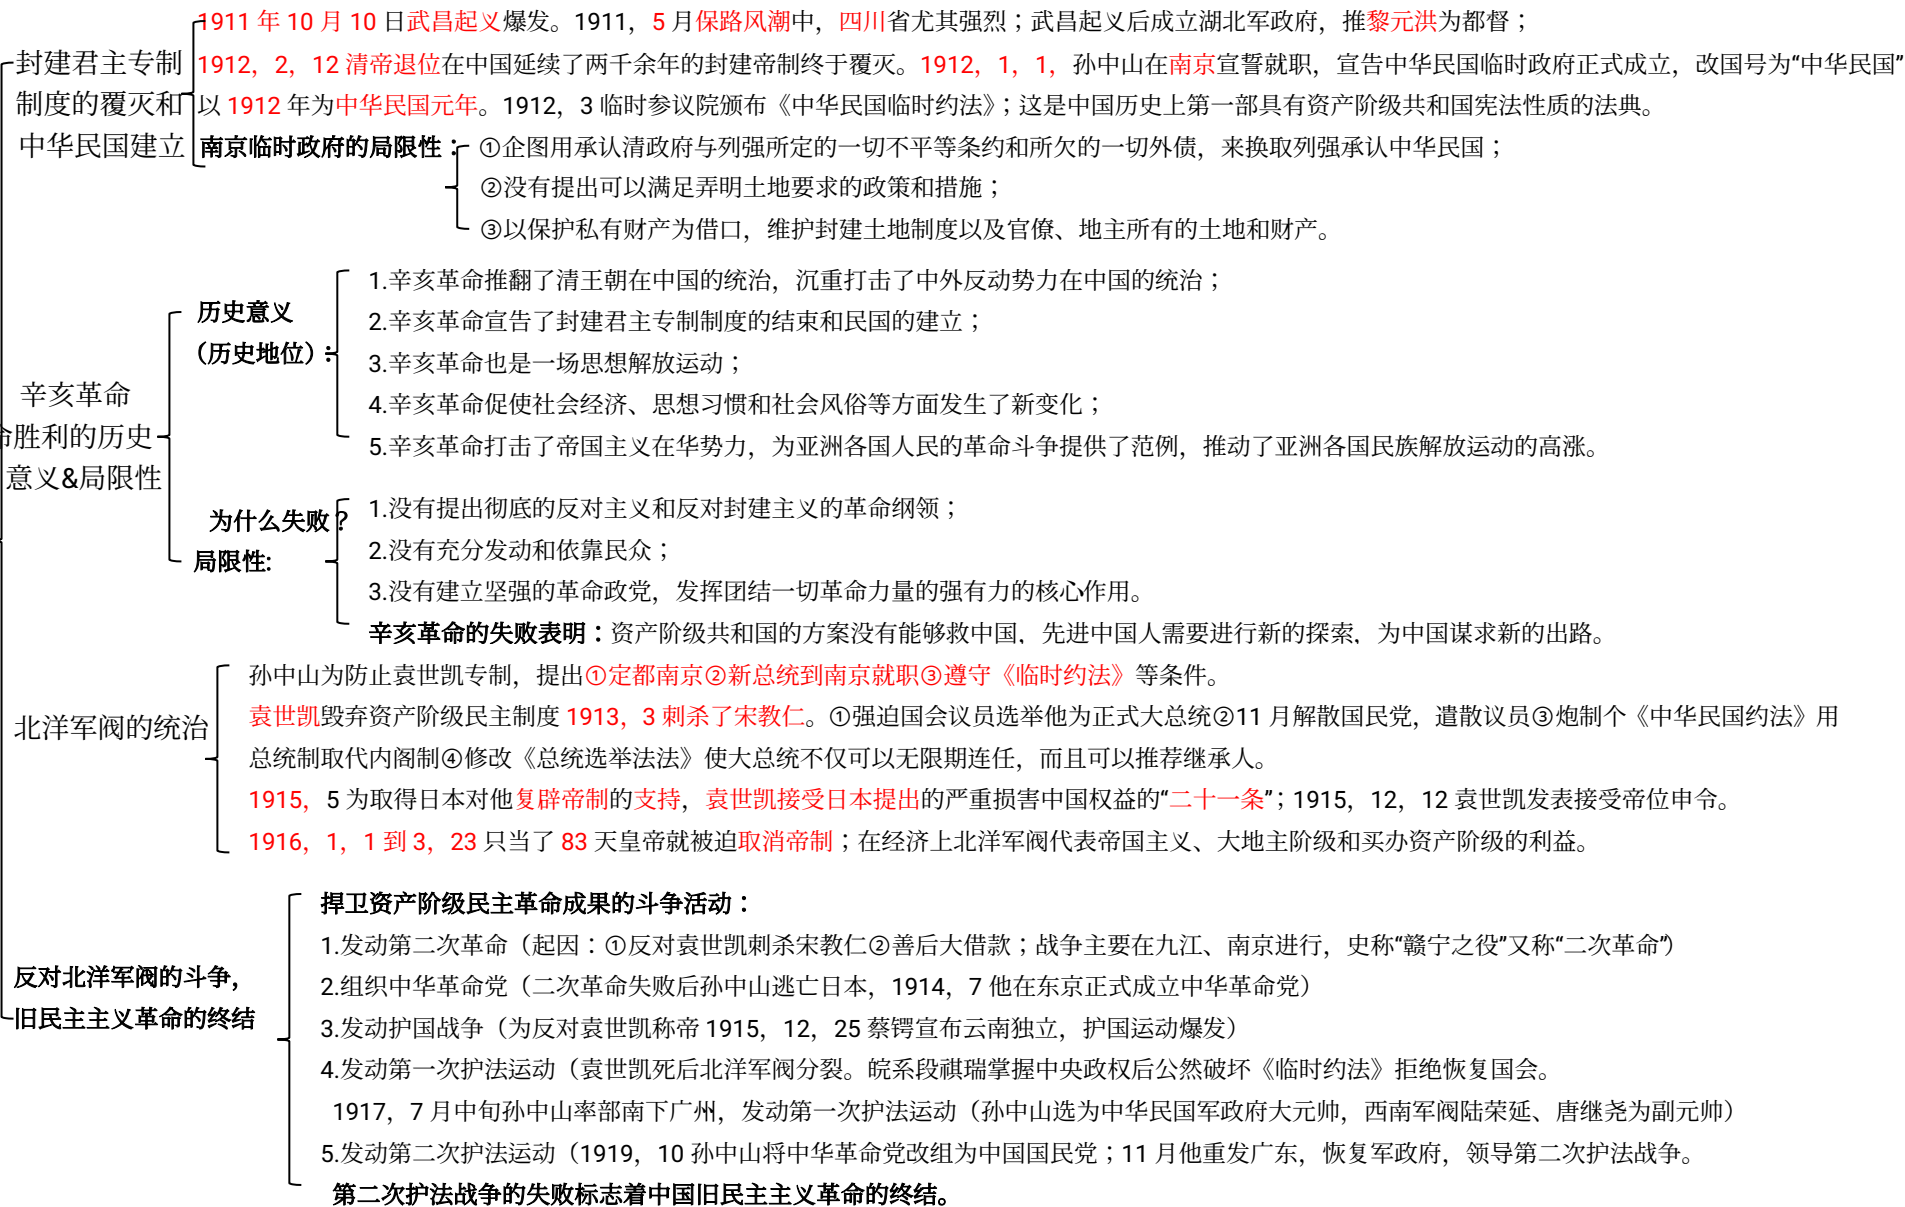 1911 年 10 月 10 日武昌起义爆发。1911，5 月保路风潮中，四川省尤其强烈；武昌起义后成立湖北军政府，推黎元洪为都督；
封建君主专制
制度的覆灭和
中华民国建立
1912，2，12 清帝退位在中国延续了两千余年的封建帝制终于覆灭。1912，1，1，孙中山在南京宣誓就职，宣告中华民国临时政府正式成立，改国号为“中华民国”
以 1912 年为中华民国元年。1912，3 临时参议院颁布《中华民国临时约法》；这是中国历史上第一部具有资产阶级共和国宪法性质的法典。
南京临时政府的局限性：
①企图用承认清政府与列强所定的一切不平等条约和所欠的一切外债，来换取列强承认中华民国；
②没有提出可以满足弄明土地要求的政策和措施；
③以保护私有财产为借口，维护封建土地制度以及官僚、地主所有的土地和财产。
辛亥革命
命胜利的历史
意义&局限性
历史意义
（历史地位）：
1.辛亥革命推翻了清王朝在中国的统治，沉重打击了中外反动势力在中国的统治；
2.辛亥革命宣告了封建君主专制制度的结束和民国的建立；
3.辛亥革命也是一场思想解放运动；
4.辛亥革命促使社会经济、思想习惯和社会风俗等方面发生了新变化；
5.辛亥革命打击了帝国主义在华势力，为亚洲各国人民的革命斗争提供了范例，推动了亚洲各国民族解放运动的高涨。
为什么失败？
局限性:
1.没有提出彻底的反对主义和反对封建主义的革命纲领；
2.没有充分发动和依靠民众；
3.没有建立坚强的革命政党，发挥团结一切革命力量的强有力的核心作用。
辛亥革命的失败表明：资产阶级共和国的方案没有能够救中国，先进中国人需要进行新的探索，为中国谋求新的出路。
北洋军阀的统治
孙中山为防止袁世凯专制，提出①定都南京②新总统到南京就职③遵守《临时约法》等条件。
袁世凯毁弃资产阶级民主制度 1913，3 刺杀了宋教仁。①强迫国会议员选举他为正式大总统②11 月解散国民党，遣散议员③炮制个《中华民国约法》用
总统制取代内阁制④修改《总统选举法法》使大总统不仅可以无限期连任，而且可以推荐继承人。
1915，5 为取得日本对他复辟帝制的支持，袁世凯接受日本提出的严重损害中国权益的“二十一条”；1915，12，12 袁世凯发表接受帝位申令。
1916，1，1 到 3，23 只当了 83 天皇帝就被迫取消帝制；在经济上北洋军阀代表帝国主义、大地主阶级和买办资产阶级的利益。
反对北洋军阀的斗争，
旧民主主义革命的终结
捍卫资产阶级民主革命成果的斗争活动：
1.发动第二次革命（起因：①反对袁世凯刺杀宋教仁②善后大借款；战争主要在九江、南京进行，史称“赣宁之役”又称“二次革命”）
2.组织中华革命党（二次革命失败后孙中山逃亡日本，1914，7 他在东京正式成立中华革命党）
3.发动护国战争（为反对袁世凯称帝 1915，12，25 蔡锷宣布云南独立，护国运动爆发）
4.发动第一次护法运动（袁世凯死后北洋军阀分裂。皖系段祺瑞掌握中央政权后公然破坏《临时约法》拒绝恢复国会。
1917，7 月中旬孙中山率部南下广州，发动第一次护法运动（孙中山选为中华民国军政府大元帅，西南军阀陆荣延、唐继尧为副元帅）
5.发动第二次护法运动（1919，10 孙中山将中华革命党改组为中国国民党；11 月他重发广东，恢复军政府，领导第二次护法战争。
第二次护法战争的失败标志着中国旧民主主义革命的终结。